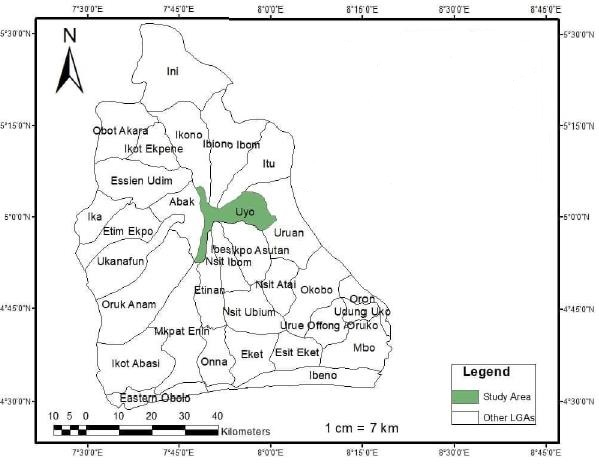 7°30'0"E 7°45'0"E 8°0'0"E 8°15'0"E 8°30'0"E 8°45'0"E
5°30'0"N 5°30'0"N
N
Ini
5°15'0"N 5°15'0"N
Obot Akara
Ikono
Ibiono Ibom
Ikot Ekpene
Itu
Essien Udim
Abak
Uyo
Ika
5°0'0"N 5°0'0"N
Etim Ekpo
Uruan
Ibesikpo Asutan
Ukanafun
Nsit Ibom
Nsit Atai
Etinan
Okobo
Oron
Oruk Anam
4°45'0"N 4°45'0"N
Nsit Ubium
Udung Uko
Urue Offong /Oruko
Mkpat Enin
Mbo
Eket
Esit Eket
Ikot Abasi
Onna
Ibeno
Eastern Obolo
4°30'0"N 4°30'0"N
Legend
Study Area
Other LGAs
10 5 0 10 20 30 40
Kilometers
1 cm = 7 km
7°30'0"E 7°45'0"E 8°0'0"E 8°15'0"E 8°30'0"E 8°45'0"E